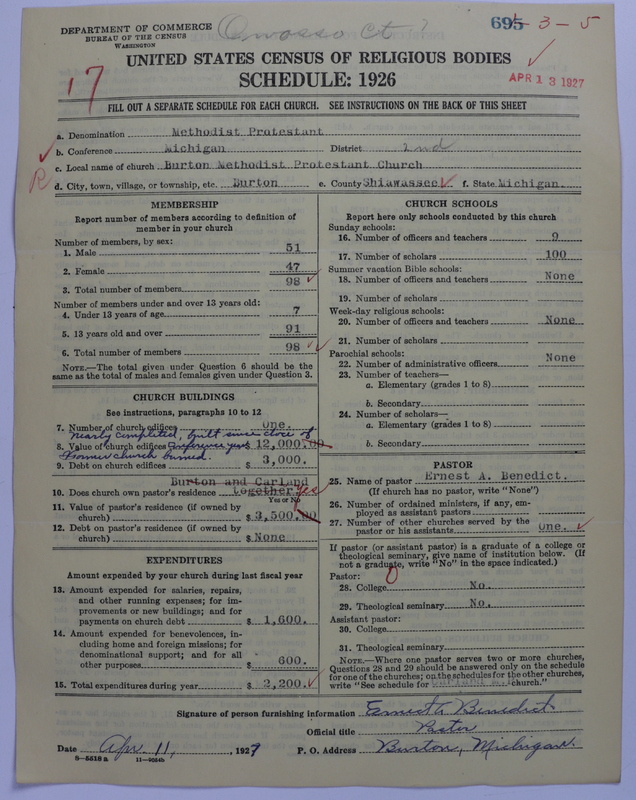 DEPARTMENT OF COMMERCE
BUREAU OF THE CENSUS
WASHINGTON
Owosso Ct ?
695 - 3 - 5
UNITED STATES CENSUS OF RELIGIOUS BODIES
SCHEDULE: 1926
APR 13 1927
17
FILL OUT A SEPARATE SCHEDULE FOR EACH CHURCH. SEE INSTRUCTIONS ON THE BACK OF THIS SHEET
a. Denomination Methodist Protestant
b. Conference Michigan District 2nd
c. Local name of church Burton Methodist Protestant Church
R
d. City, town, village, or township, etc. Burton e. County Shiawassee f. State Michigan.
MEMBERSHIP
Report number of members according to definition of
member in your church
Number of members, by sex:
1. Male 51
2. Female 47
3. Total number of members 98
Number of members under and over 13 years old:
4. Under 13 years of age 7
5. 13 years old and over 91
6. Total number of members 98
NOTE.—The total given under Question 6 should be the
same as the total of males and females given under Question 3.
CHURCH BUILDINGS
See instructions, paragraphs 10 to 12
7. Number of church edifices One.
nearly completed, built since close of
8. Value of church edifices Conference year $ 12,000.00
Former church burned.
9. Debt on church edifices $ 3,000.
Burton and Carland
10. Does church own pastor's residence together. Yes
Yes or No
11. Value of pastor's residence (if owned by
church) $ 3,500.00
12. Debt on pastor's residence (if owned by
church) $ None
EXPENDITURES
Amount expended by your church during last fiscal year
13. Amount expended for salaries, repairs,
and other running expenses; for im-
provements or new buildings; and for
payments on church debt $ 1,600.
14. Amount expended for benevolences, in-
cluding home and foreign missions; for
denominational support; and for all
other purposes $ 600.
15. Total expenditures during year $ 2,200.
CHURCH SCHOOLS
Report here only schools conducted by this church
Sunday schools:
16. Number of officers and teachers 9
17. Number of scholars 100
Summer vacation Bible schools:
18. Number of officers and teachers None
19. Number of scholars
Week-day religious schools:
20. Number of officers and teachers None
21. Number of scholars
Parochial schools:
22. Number of administrative officers None
23. Number of teachers—
a. Elementary (grades 1 to 8)
b. Secondary
24. Number of scholars—
a. Elementary (grades 1 to 8)
b. Secondary
PASTOR
25. Name of pastor Ernest A. Benedict.
(If church has no pastor, write "None")
26. Number of ordained ministers, if any, em-
ployed as assistant pastors
27. Number of other churches served by the
pastor or his assistants One.
If pastor (or assistant pastor) is a graduate of a college or
theological seminary, give name of institution below. (If
not a graduate, write "No" in the space indicated.)
Pastor:
28. College No.
29. Theological seminary No.
Assistant pastor:
30. College
31. Theological seminary
NOTE.—Where one pastor serves two or more churches,
Questions 28 and 29 should be answered only on the schedule
for one of the churches; on the schedules for the other churches,
write "See schedule for Carland church."
Signature of person furnishing information Ernest A Benedict
Official title Pastor
Date Apr. 11, 1927 P. O. Address Burton, Michigan.
8—5518 a